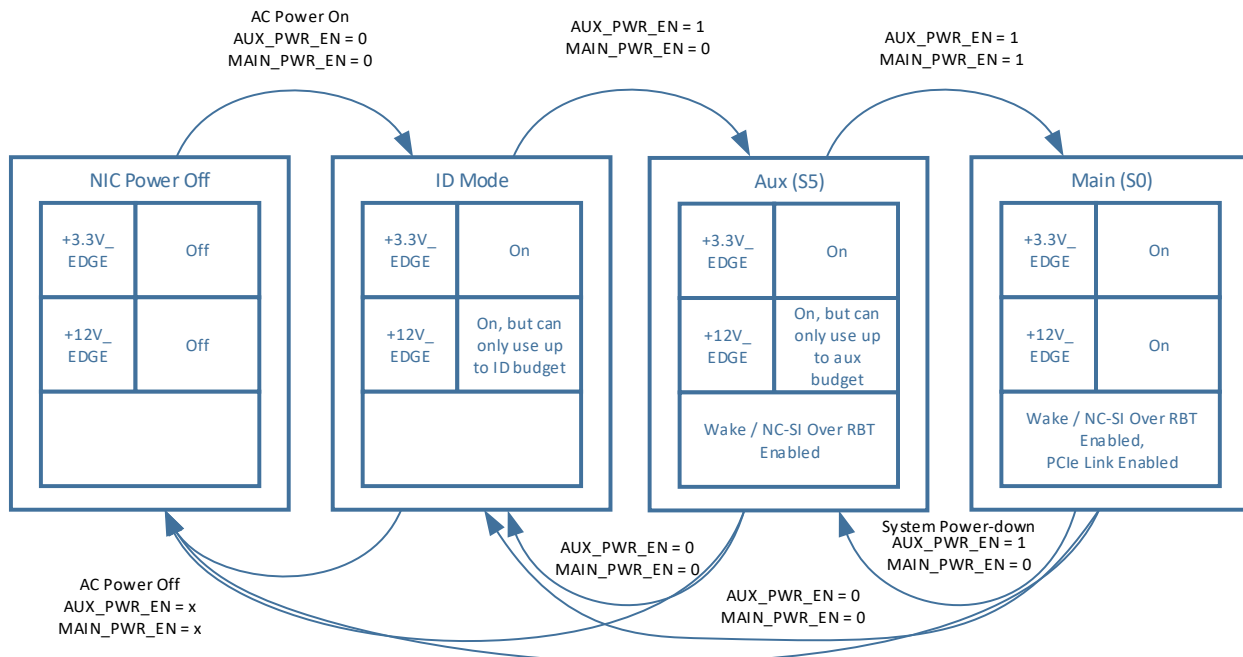 AC Power On
AUX_PWR_EN = 0
MAIN_PWR_EN = 0
AUX_PWR_EN = 1
MAIN_PWR_EN = 0
AUX_PWR_EN = 1
MAIN_PWR_EN = 1
NIC Power Off
+3.3V_
EDGE
Off
+12V_
EDGE
Off
ID Mode
+3.3V_
EDGE
On
+12V_
EDGE
On, but can
only use up
to ID budget
Aux (S5)
+3.3V_
EDGE
On
+12V_
EDGE
On, but can
only use up
to aux
budget
Wake / NC-SI Over RBT
Enabled
Main (S0)
+3.3V_
EDGE
On
+12V_
EDGE
On
Wake / NC-SI Over RBT
Enabled,
PCIe Link Enabled
AC Power Off
AUX_PWR_EN = x
MAIN_PWR_EN = x
AUX_PWR_EN = 0
MAIN_PWR_EN = 0
System Power-down
AUX_PWR_EN = 1
MAIN_PWR_EN = 0
AUX_PWR_EN = 0
MAIN_PWR_EN = 0